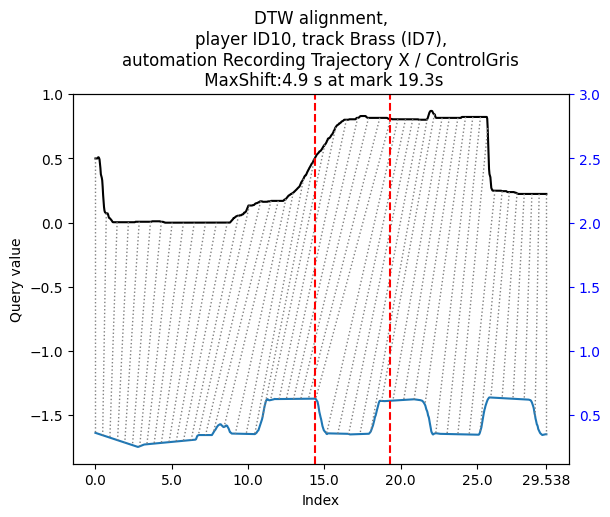 DTW alignment,
player ID10, track Brass (ID7),
automation Recording Trajectory X / ControlGris
MaxShift:4.9 s at mark 19.3s
1.0
0.5
0.0
−0.5
−1.0
−1.5
Query value
3.0
2.5
2.0
1.5
1.0
0.5
0.0 5.0 10.0 15.0 20.0 25.0 29.538
Index